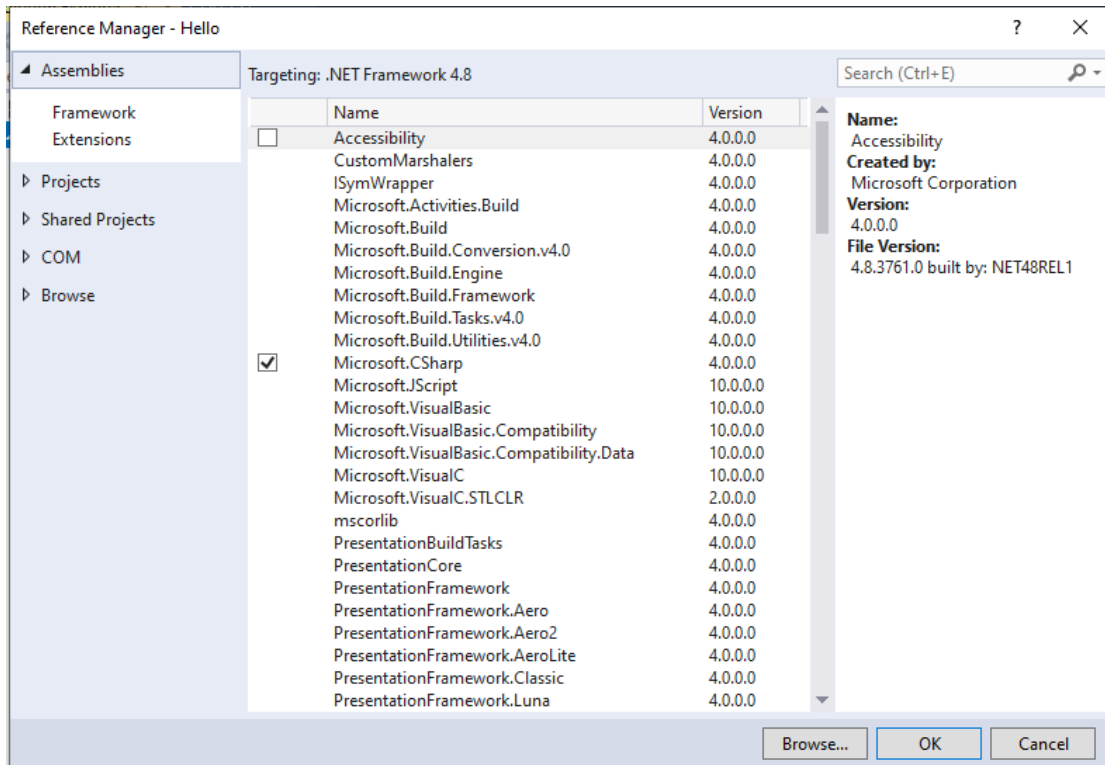 Reference Manager - Hello
Assemblies
Framework
Extensions
Projects
Shared Projects
COM
Browse
Targeting: .NET Framework 4.8
Search (Ctrl+E)
Name Version
Accessibility 4.0.0.0
CustomMarshalers 4.0.0.0
ISymWrapper 4.0.0.0
Microsoft.Activities.Build 4.0.0.0
Microsoft.Build 4.0.0.0
Microsoft.Build.Conversion.v4.0 4.0.0.0
Microsoft.Build.Engine 4.0.0.0
Microsoft.Build.Framework 4.0.0.0
Microsoft.Build.Tasks.v4.0 4.0.0.0
Microsoft.Build.Utilities.v4.0 4.0.0.0
Microsoft.CSharp 4.0.0.0
Microsoft.JScript 10.0.0.0
Microsoft.VisualBasic 10.0.0.0
Microsoft.VisualBasic.Compatibility 10.0.0.0
Microsoft.VisualBasic.Compatibility.Data 10.0.0.0
Microsoft.VisualC 10.0.0.0
Microsoft.VisualC.STLCLR 2.0.0.0
mscorlib 4.0.0.0
PresentationBuildTasks 4.0.0.0
PresentationCore 4.0.0.0
PresentationFramework 4.0.0.0
PresentationFramework.Aero 4.0.0.0
PresentationFramework.Aero2 4.0.0.0
PresentationFramework.AeroLite 4.0.0.0
PresentationFramework.Classic 4.0.0.0
PresentationFramework.Luna 4.0.0.0
Name:
Accessibility
Created by:
Microsoft Corporation
Version:
4.0.0.0
File Version:
4.8.3761.0 built by: NET48REL1
Browse... OK Cancel